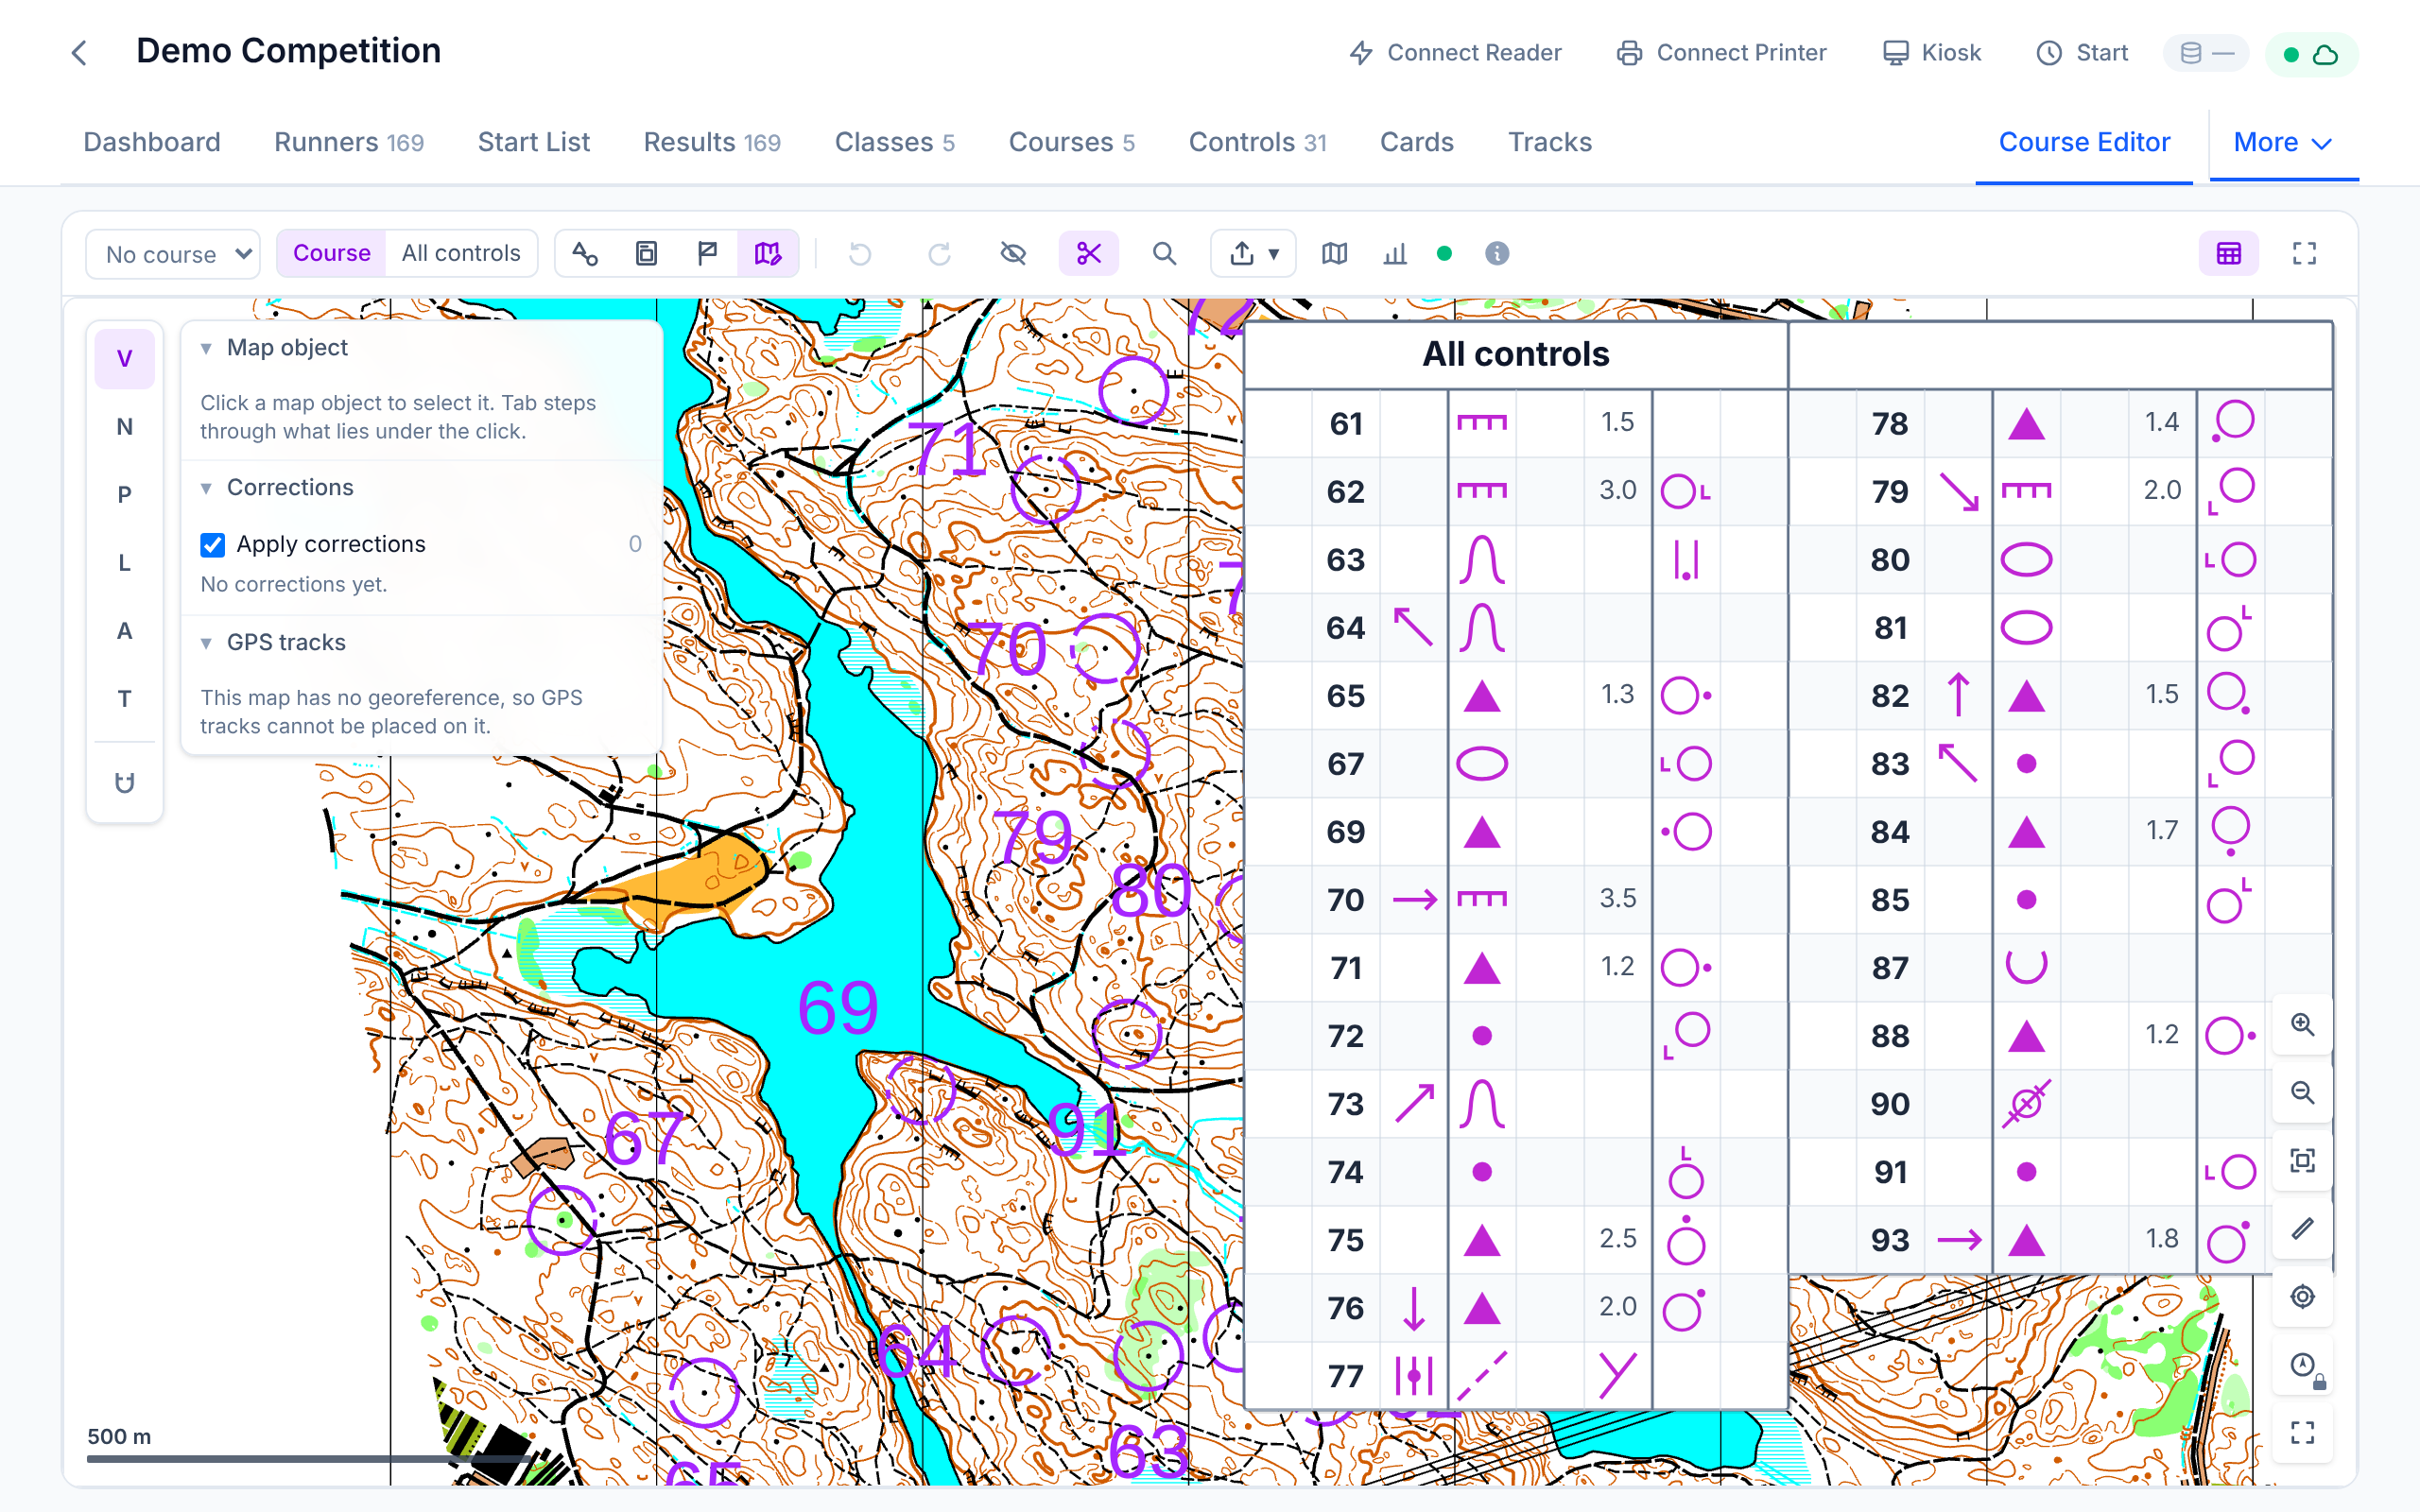 Demo Competition
Connect Reader
Connect Printer
Kiosk
Start
Dashboard
Runners 169
Start List
Results 169
Classes 5
Courses 5
Controls 31
Cards
Tracks
Course Editor
More
No course
Course
All controls
V
N
P
L
A
T
Map object
Click a map object to select it. Tab steps
through what lies under the click.
Corrections
Apply corrections 0
No corrections yet.
GPS tracks
This map has no georeference, so GPS
tracks cannot be placed on it.
72
71
70
79
80
69
91
67
64
63
65
500 m
All controls
61 1.5
62 3.0
63
64
65 1.3
67
69
70 3.5
71 1.2
72
73
74
75 2.5
76 2.0
77
78 1.4
79 2.0
80
81
82 1.5
83
84 1.7
85
87
88 1.2
90
91
93 1.8